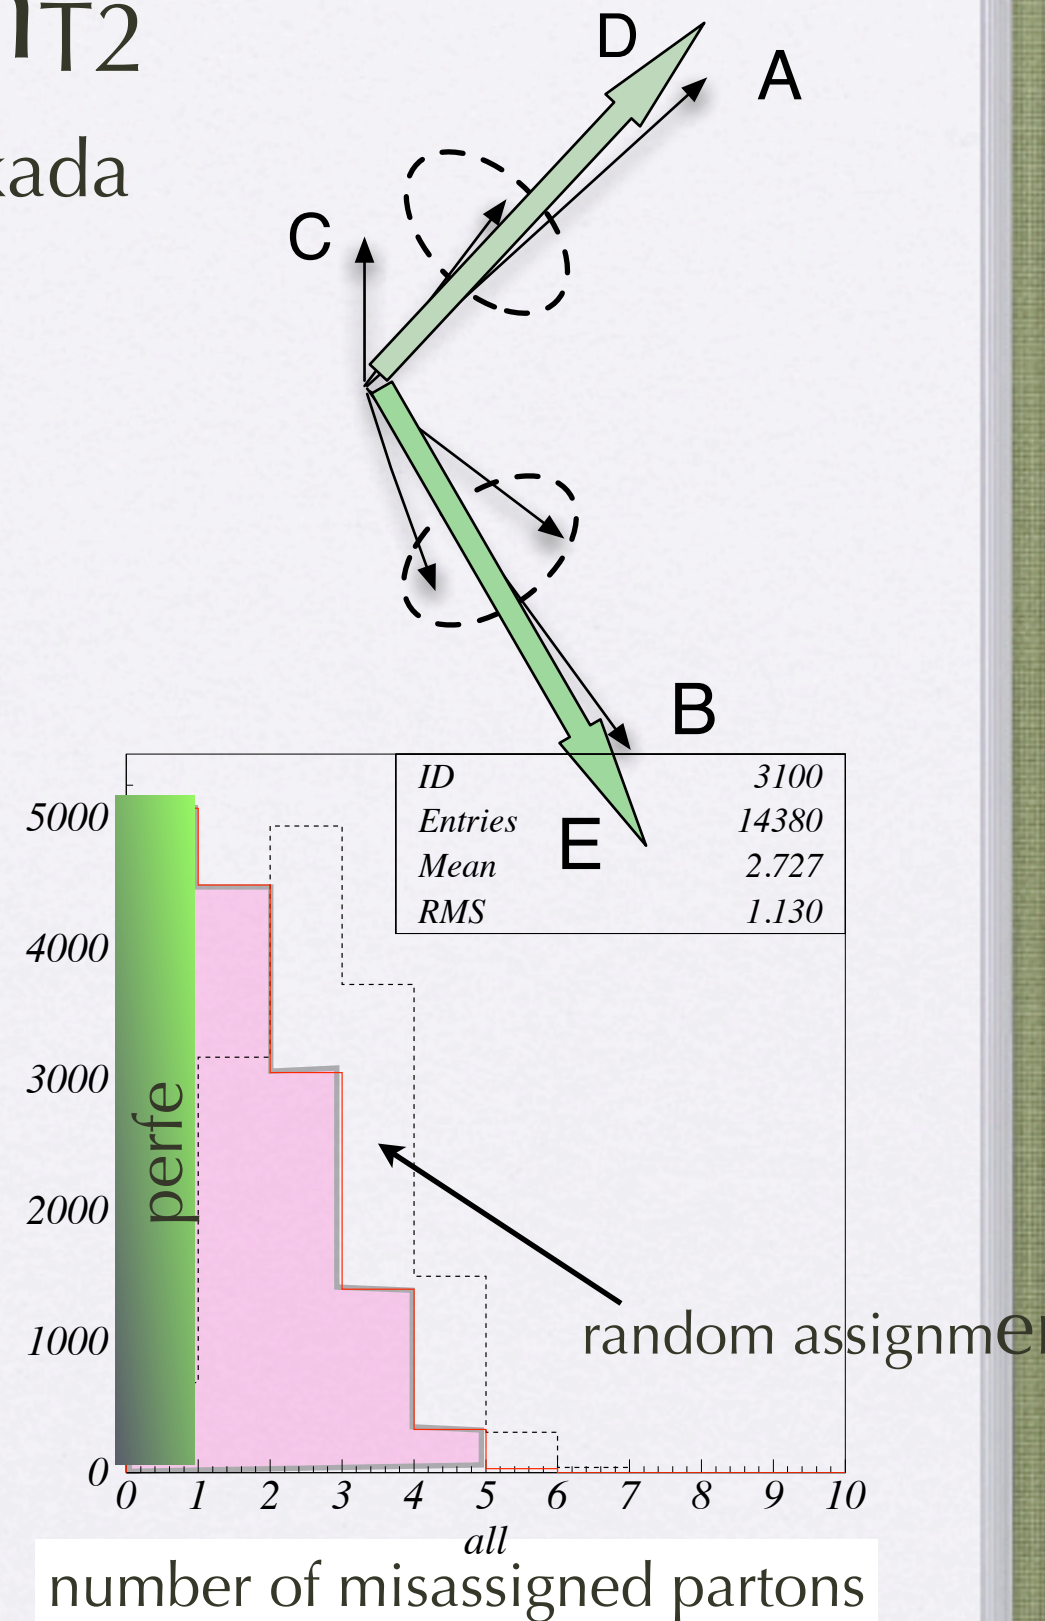 T2
kada
D
A
C
B
E
ID 3100
Entries 14380
Mean 2.727
RMS 1.130
5000
4000
3000
2000
1000
0
perfe
random assignme
0 1 2 3 4 5 6 7 8 9 10
all
number of misassigned partons